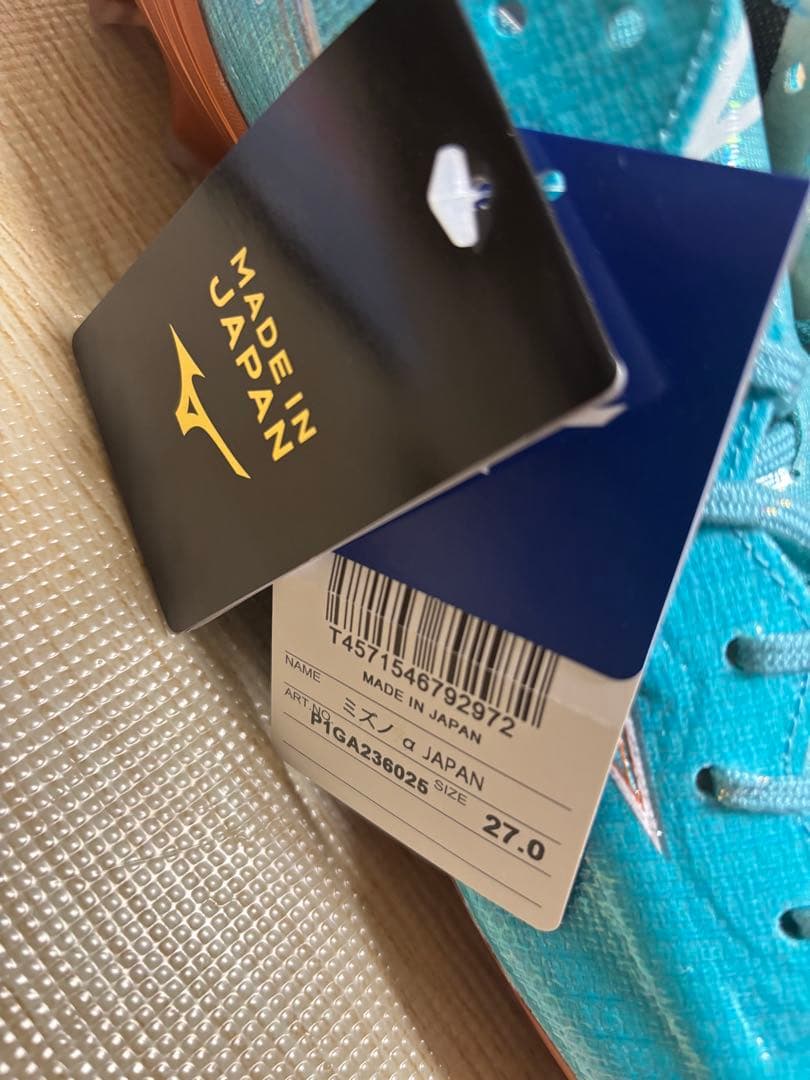 MADE IN
JAPAN
T4571546792972
MADE IN JAPAN
NAME
ミズノ α JAPAN
ART.NO
P1GA236025 SIZE 27.0